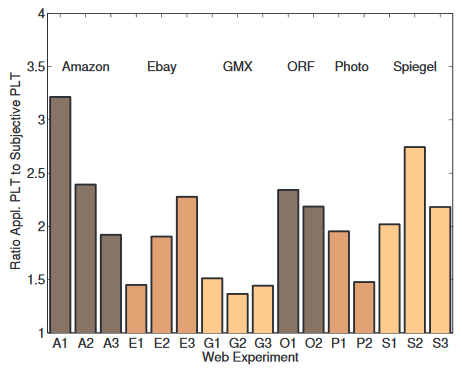 4
3.5
3
2.5
2
1.5
1
Ratio Appl. PLT to Subjective PLT
Amazon Ebay GMX ORF Photo Spiegel
A1 A2 A3 E1 E2 E3 G1 G2 G3 O1 O2 P1 P2 S1 S2 S3
Web Experiment